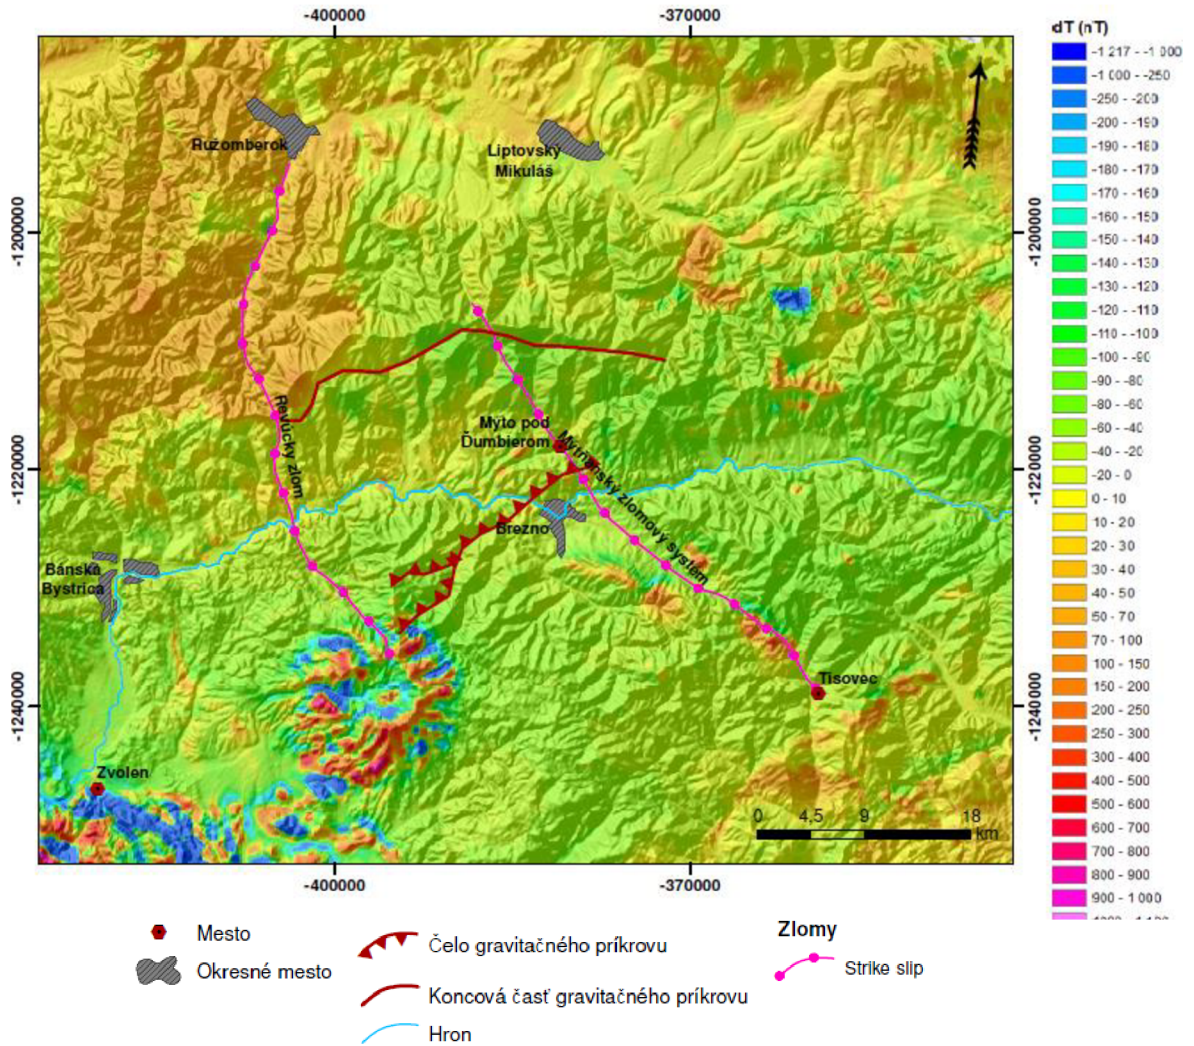 -400000
-370000
dT (nT)
-1 217 - -1 000
-1 000 - -250
-250 - -200
-200 - -190
-190 - -180
-180 - -170
-170 - -160
-160 - -150
-150 - -140
-140 - -130
-130 - -120
-120 - -110
-110 - -100
-100 - -90
-90 - -80
-80 - -60
-60 - -40
-40 - -20
-20 - 0
0 - 10
10 - 20
20 - 30
30 - 40
40 - 50
50 - 70
70 - 100
100 - 150
150 - 200
200 - 250
250 - 300
300 - 400
400 - 500
500 - 600
600 - 700
700 - 800
800 - 900
900 - 1 000
Ružomberok
Liptovský
Mikuláš
-1200000
-1200000
Revúcky zlom
Mýto pod
Ďumbierom
Mýtňanský zlomový systém
-1220000
-1220000
Brezno
Banská
Bystrica
Tisovec
-1240000
-1240000
Zvolen
0 4,5 9 18
km
-400000
-370000
Mesto
Okresné mesto
Čelo gravitačného príkrovu
Koncová časť gravitačného príkrovu
Hron
Zlomy
Strike slip